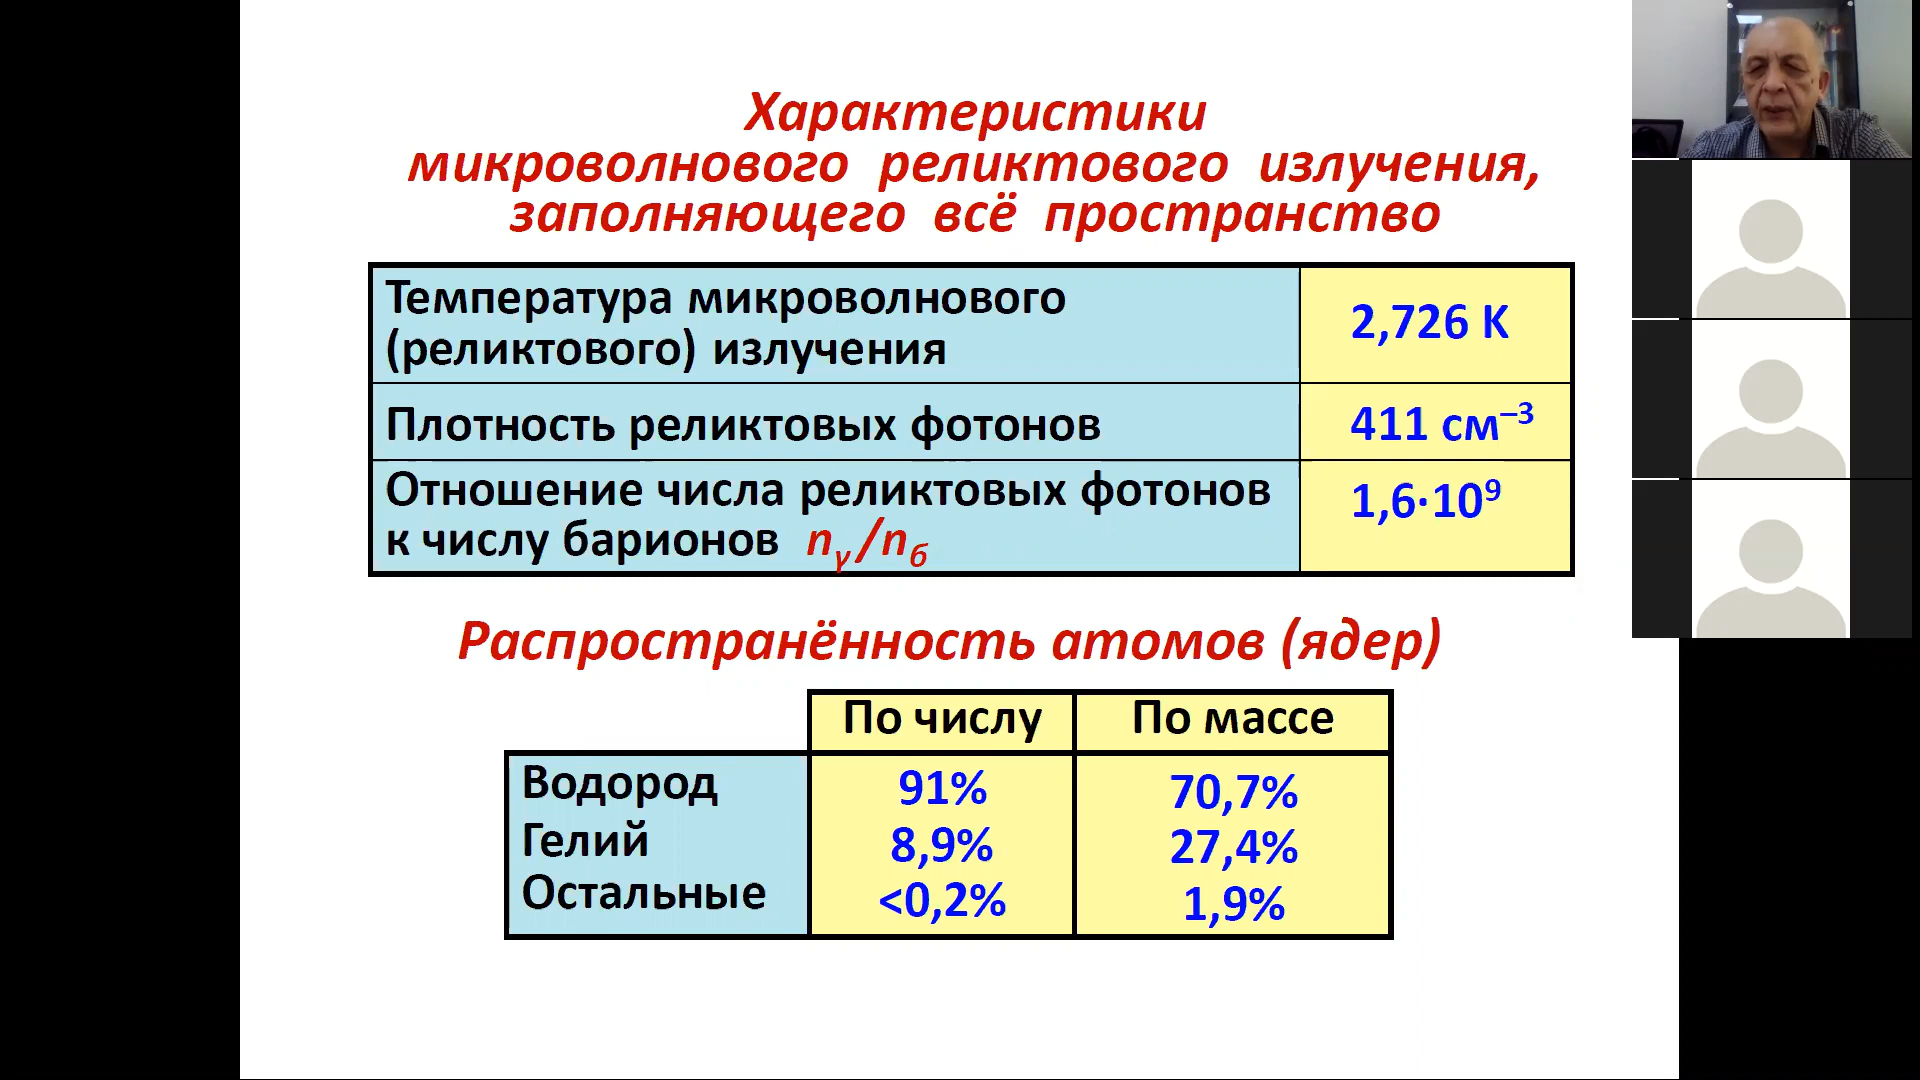 Характеристики
микроволнового реликтового излучения,
заполняющего всё пространство
Температура микроволнового
(реликтового) излучения
2,726 K
Плотность реликтовых фотонов
411 см⁻³
Отношение числа реликтовых фотонов
к числу барионов nᵧ/nб
1,6·10⁹
Распространённость атомов (ядер)
По числу По массе
Водород 91% 70,7%
Гелий 8,9% 27,4%
Остальные <0,2% 1,9%